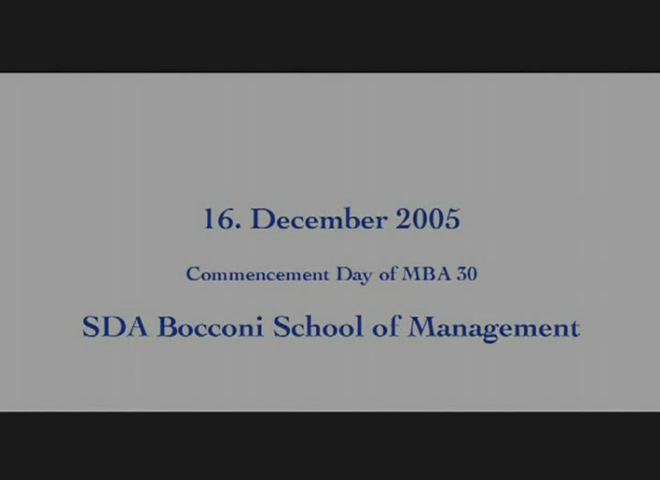 16. December 2005
Commencement Day of MBA 30
SDA Bocconi School of Management